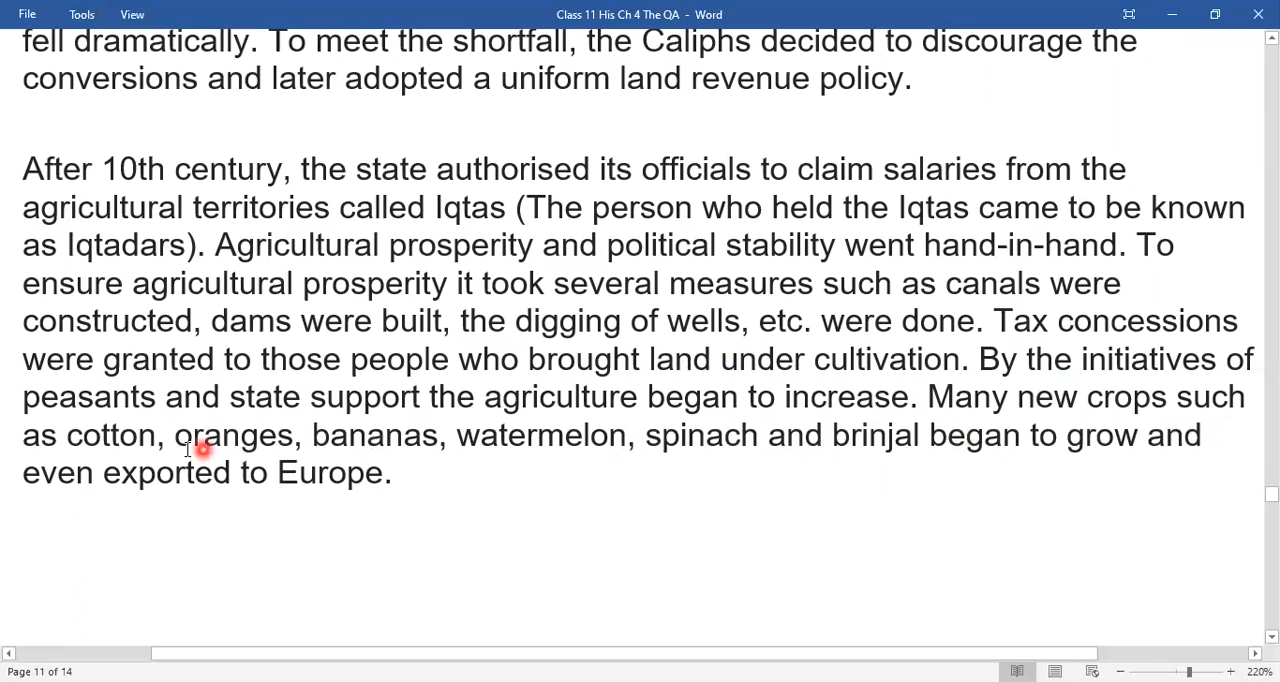 File Tools View Class 11 His Ch 4 The QA - Word
fell dramatically. To meet the shortfall, the Caliphs decided to discourage the
conversions and later adopted a uniform land revenue policy.
After 10th century, the state authorised its officials to claim salaries from the
agricultural territories called Iqtas (The person who held the Iqtas came to be known
as Iqtadars). Agricultural prosperity and political stability went hand-in-hand. To
ensure agricultural prosperity it took several measures such as canals were
constructed, dams were built, the digging of wells, etc. were done. Tax concessions
were granted to those people who brought land under cultivation. By the initiatives of
peasants and state support the agriculture began to increase. Many new crops such
as cotton, oranges, bananas, watermelon, spinach and brinjal began to grow and
even exported to Europe.
Page 11 of 14 220%